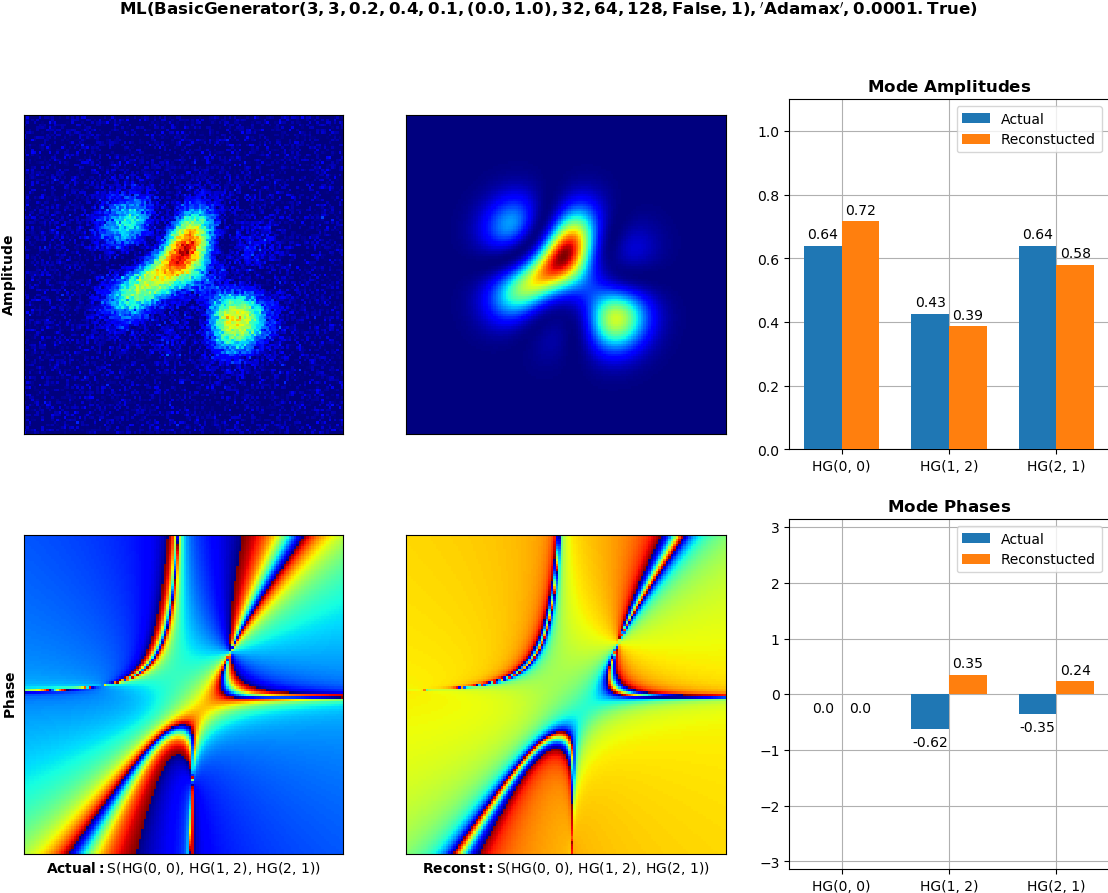 ML(BasicGenerator(3, 3, 0.2, 0.4, 0.1, (0.0, 1.0), 32, 64, 128, False, 1), ′Adamax′, 0.0001. True)
Mode Amplitudes
Actual
Reconstucted
1.0
0.8
0.6
0.4
0.2
0.0
0.64
0.72
0.43
0.39
0.64
0.58
HG(0, 0)
HG(1, 2)
HG(2, 1)
Amplitude
Mode Phases
Actual
Reconstucted
3
2
1
0
−1
−2
−3
0.0
0.0
-0.62
0.35
-0.35
0.24
HG(0, 0)
HG(1, 2)
HG(2, 1)
Phase
Actual: S(HG(0, 0), HG(1, 2), HG(2, 1))
Reconst: S(HG(0, 0), HG(1, 2), HG(2, 1))